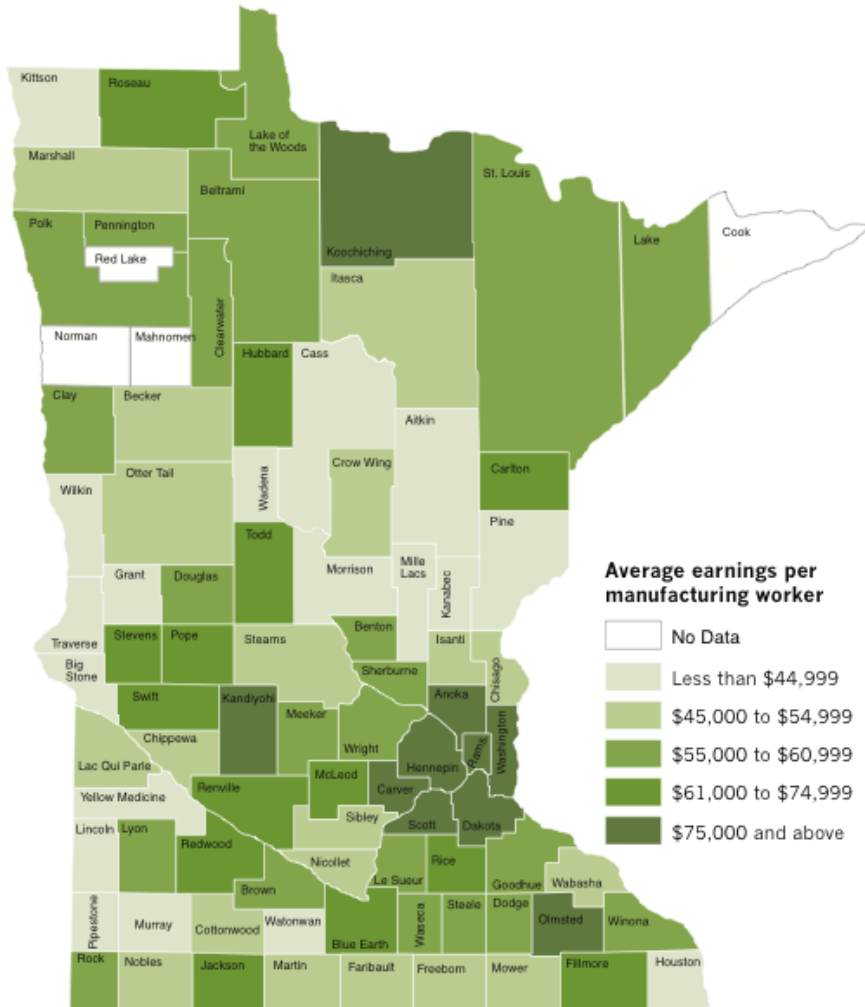 Kittson
Roseau
Lake of
the Woods
Marshall
St. Louis
Beltrami
Polk
Pennington
Lake
Cook
Koochiching
Red Lake
Itasca
Clearwater
Norman
Mahnomen
Hubbard
Cass
Clay
Becker
Aitkin
Crow Wing
Otter Tail
Carlton
Wilkin
Wadena
Pine
Todd
Mille
Lacs
Morrison
Kanabec
Grant
Douglas
Average earnings per
manufacturing worker
No Data
Less than $44,999
$45,000 to $54,999
$55,000 to $60,999
$61,000 to $74,999
$75,000 and above
Benton
Stevens
Pope
Stearns
Isanti
Traverse
Big
Stone
Sherburne
Chisago
Swift
Kandiyohi
Anoka
Meeker
Washington
Chippewa
Wright
Rams.
Lac Qui Parle
McLeod
Hennepin
Renville
Carver
Yellow Medicine
Sibley
Scott
Dakota
Lincoln
Lyon
Redwood
Nicollet
Rice
Le Sueur
Goodhue
Wabasha
Brown
Pipestone
Murray
Cottonwood
Watonwan
Blue Earth
Waseca
Steele
Dodge
Olmsted
Winona
Rock
Nobles
Jackson
Martin
Faribault
Freeborn
Mower
Fillmore
Houston